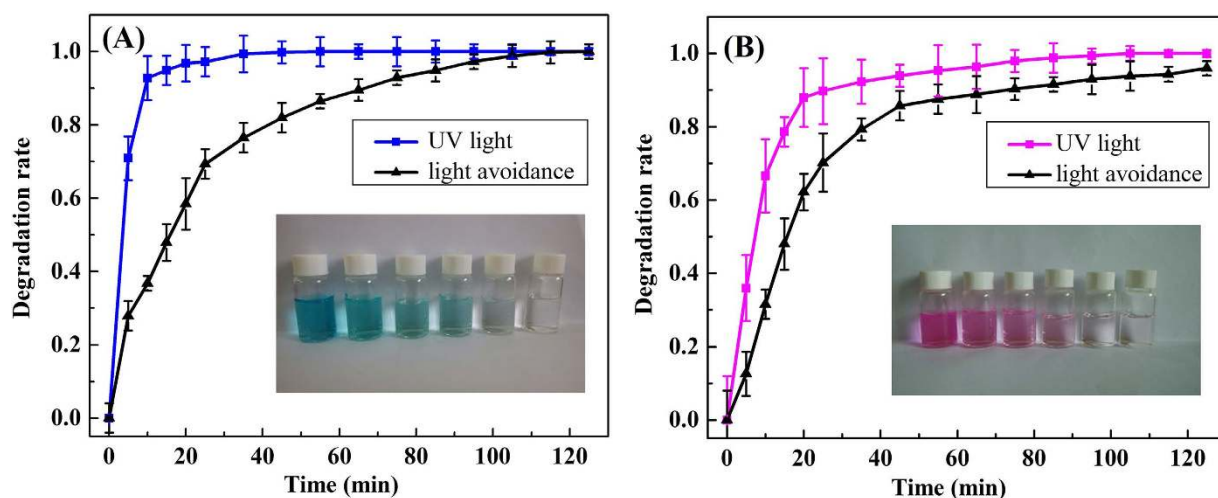 (A)
1.0
0.8
0.6
0.4
0.2
0.0
Degradation rate
UV light
light avoidance
0 20 40 60 80 100 120
Time (min)
(B)
1.0
0.8
0.6
0.4
0.2
0.0
Degradation rate
UV light
light avoidance
0 20 40 60 80 100 120
Time (min)